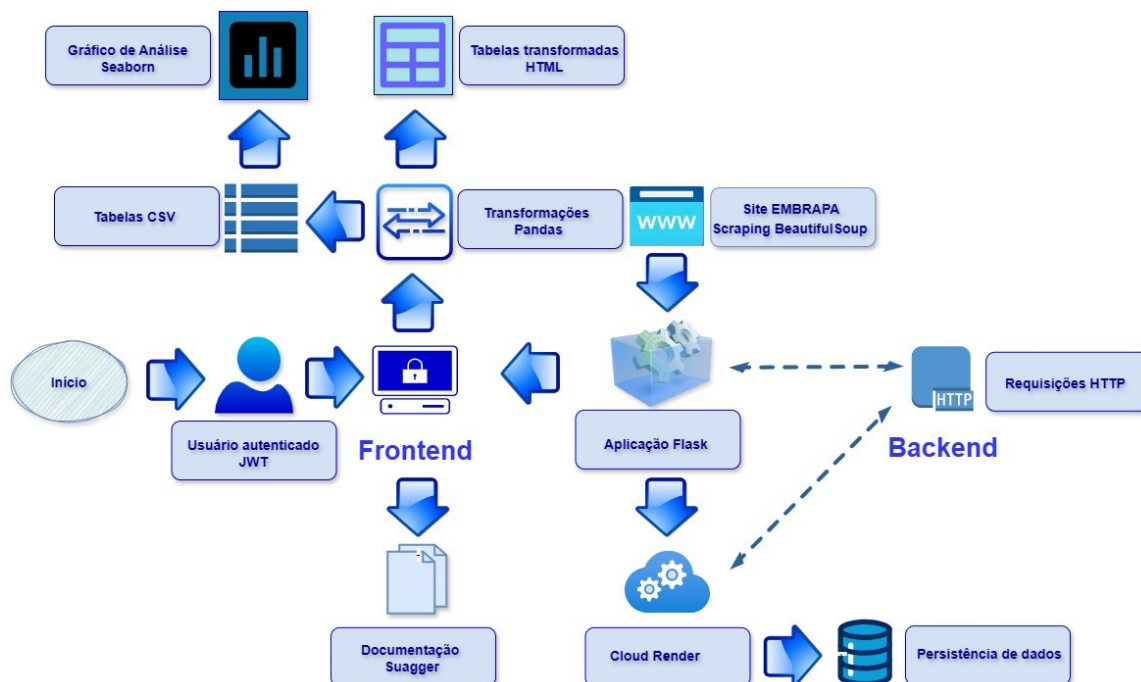 Gráfico de Análise
Seaborn
Tabelas transformadas
HTML
Tabelas CSV
Transformações
Pandas
WWW
Site EMBRAPA
Scraping BeautifulSoup
Início
Usuário autenticado
JWT
Frontend
Aplicação Flask
HTTP
Backend
Requisições HTTP
Documentação
Suagger
Cloud Render
Persistência de dados